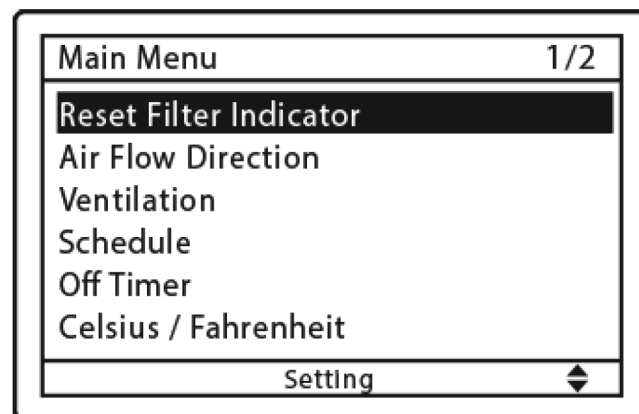 Main Menu 1/2
Reset Filter Indicator
Air Flow Direction
Ventilation
Schedule
Off Timer
Celsius / Fahrenheit
Setting